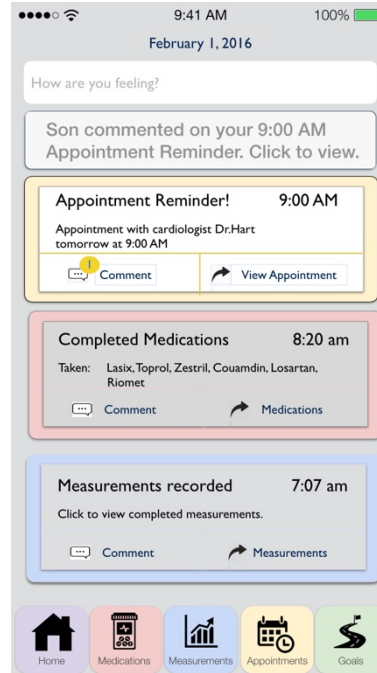 9:41 AM
100%
February 1, 2016
How are you feeling?
Son commented on your 9:00 AM
Appointment Reminder. Click to view.
Appointment Reminder! 9:00 AM
Appointment with cardiologist Dr.Hart
tomorrow at 9:00 AM
1
Comment
View Appointment
Completed Medications 8:20 am
Taken: Lasix, Toprol, Zestril, Couamdin, Losartan,
Riomet
Comment
Medications
Measurements recorded 7:07 am
Click to view completed measurements.
Comment
Measurements
Home
Medications
Measurements
Appointments
Goals